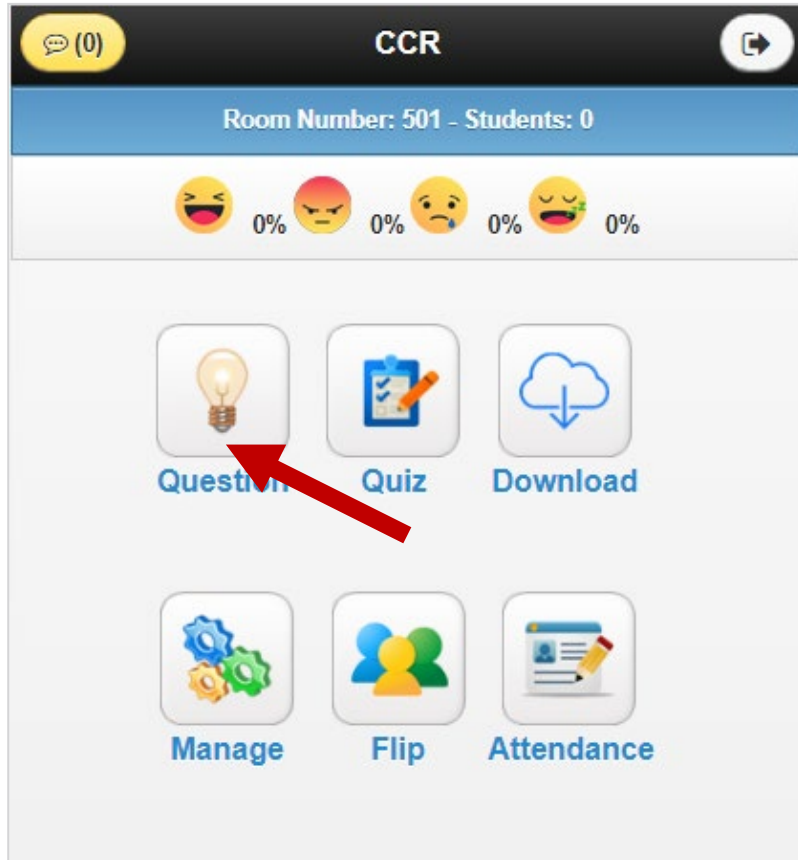 (0) CCR
Room Number: 501 - Students: 0
0% 0% 0% 0%
Question Quiz Download
Manage Flip Attendance